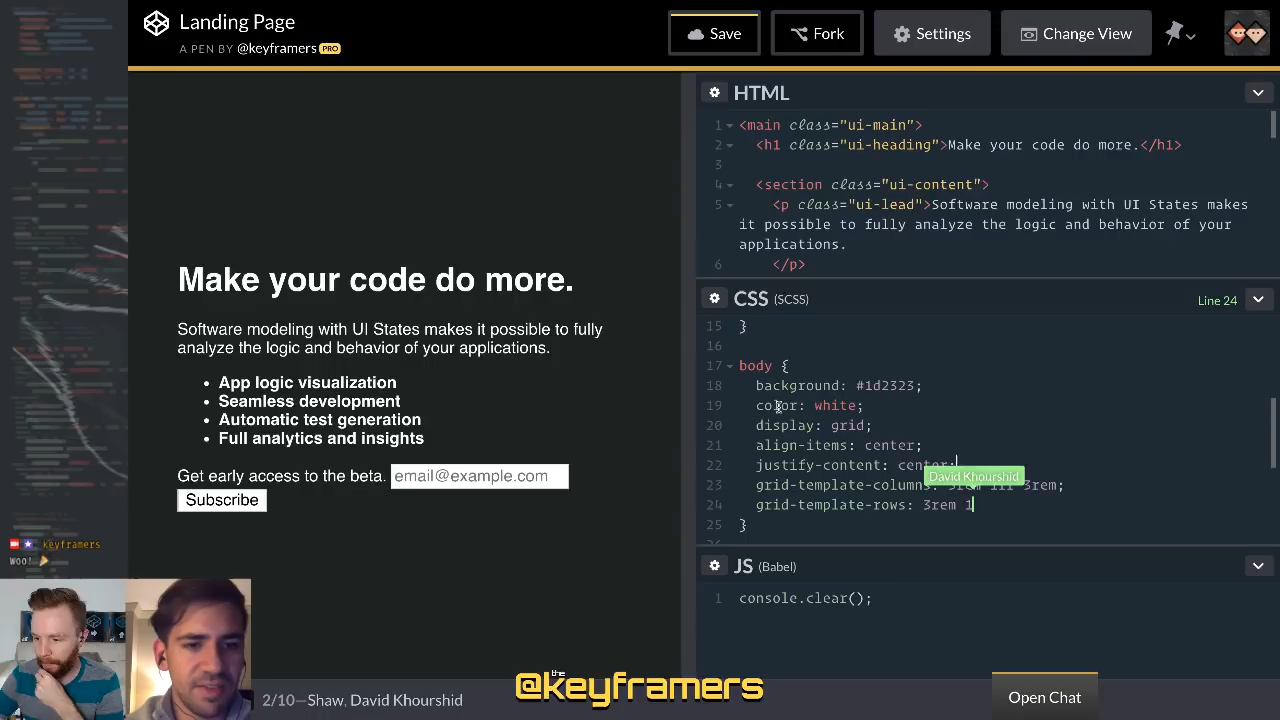 Landing Page
A PEN BY @keyframers PRO
Save
Fork
Settings
Change View
Make your code do more.
Software modeling with UI States makes it possible to fully
analyze the logic and behavior of your applications.
• App logic visualization
• Seamless development
• Automatic test generation
• Full analytics and insights
Get early access to the beta. email@example.com
Subscribe
HTML
1 <main class="ui-main">
2 <h1 class="ui-heading">Make your code do more.</h1>
3
4 <section class="ui-content">
5 <p class="ui-lead">Software modeling with UI States makes
it possible to fully analyze the logic and behavior of your
applications.
6 </p>
CSS (SCSS)
Line 24
15 }
16
17 body {
18 background: #1d2323;
19 color: white;
20 display: grid;
21 align-items: center;
22 justify-content: center;
David Khourshid
23 grid-template-columns: 3rem 1fr 3rem;
24 grid-template-rows: 3rem 1
25 }
JS (Babel)
1 console.clear();
keyframers
Woo!
2/10—Shaw, David Khourshid
the
@keyframers
Open Chat